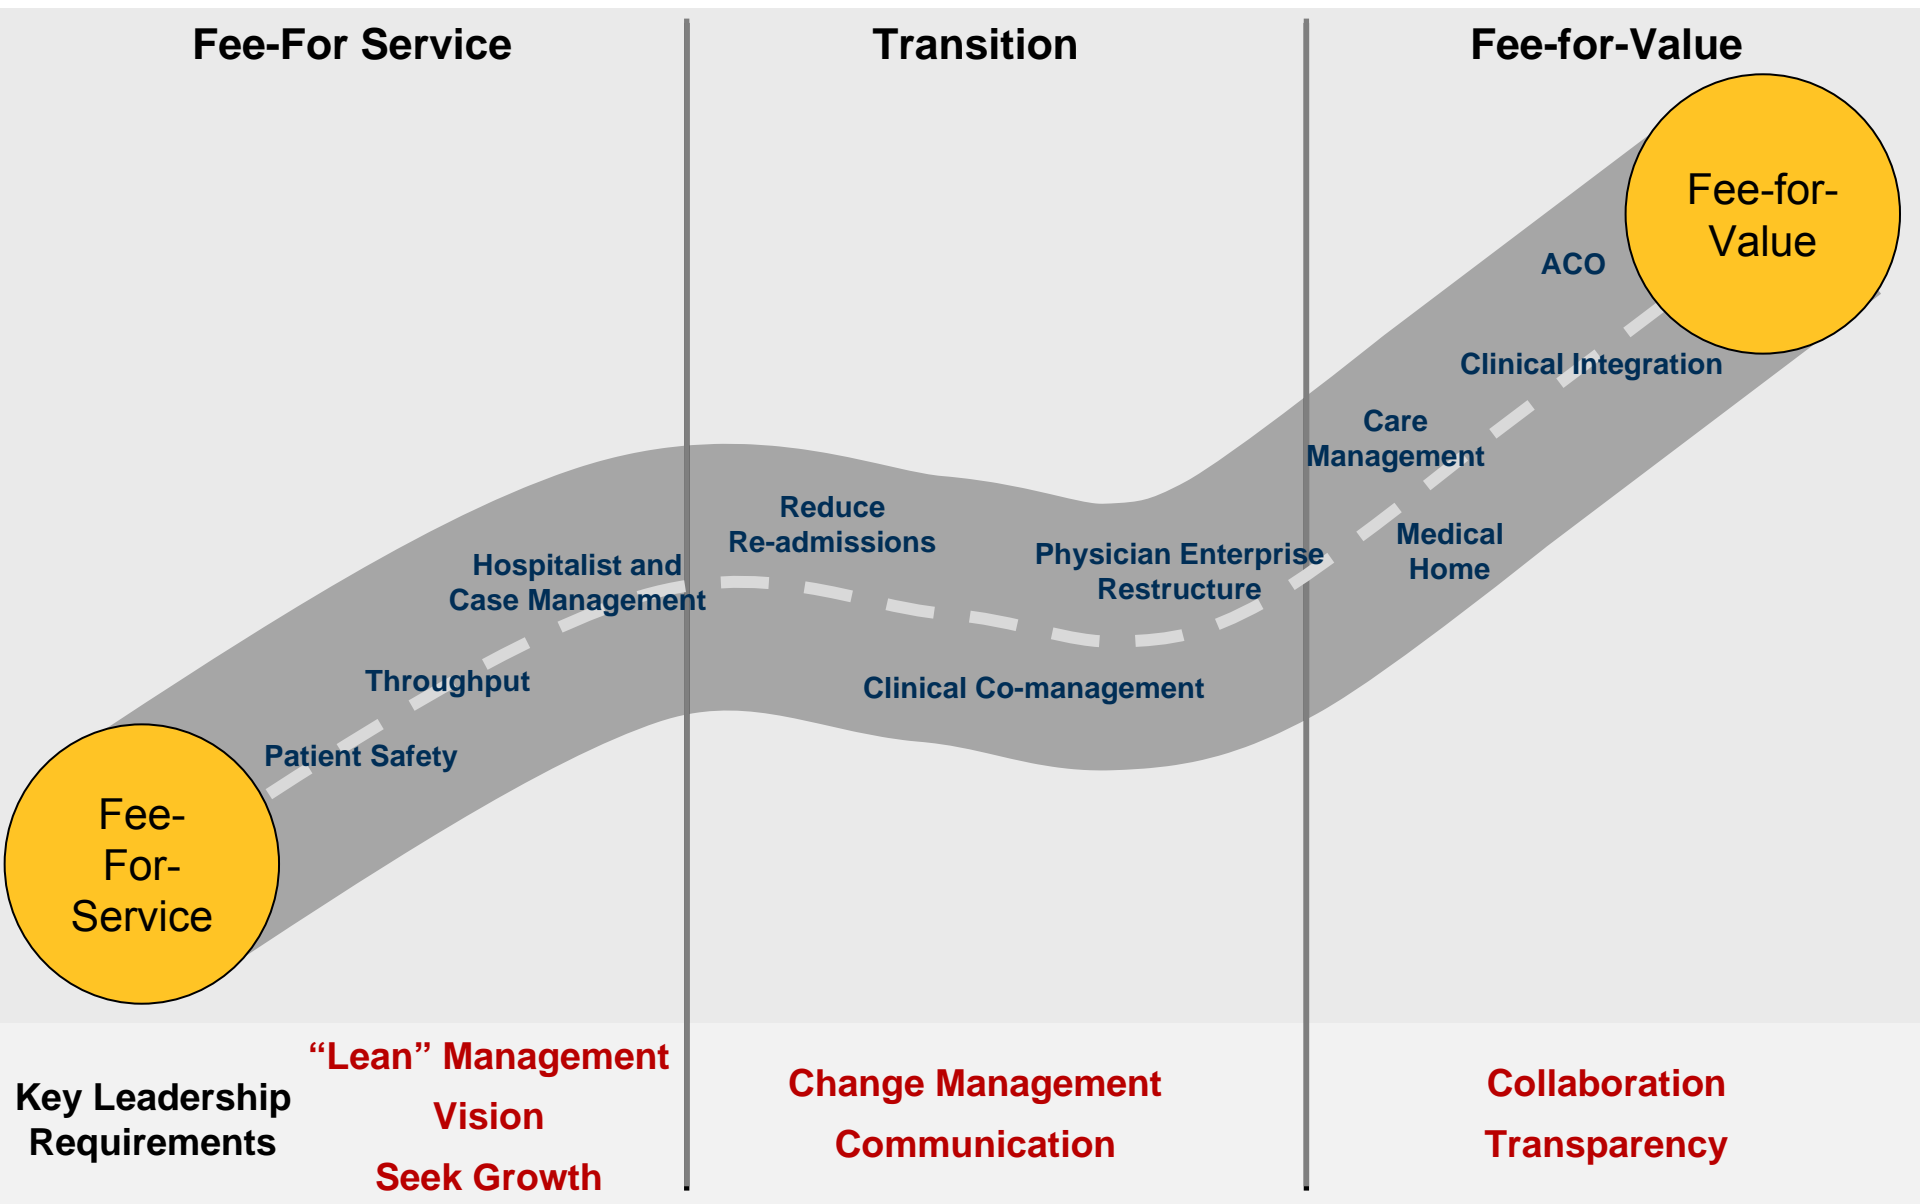 Fee-For Service
Transition
Fee-for-Value
Fee-for-
Value
ACO
Clinical Integration
Care
Management
Medical
Home
Reduce
Re-admissions
Physician Enterprise
Restructure
Clinical Co-management
Hospitalist and
Case Management
Throughput
Patient Safety
Fee-
For-
Service
Key Leadership
Requirements
“Lean” Management
Vision
Seek Growth
Change Management
Communication
Collaboration
Transparency